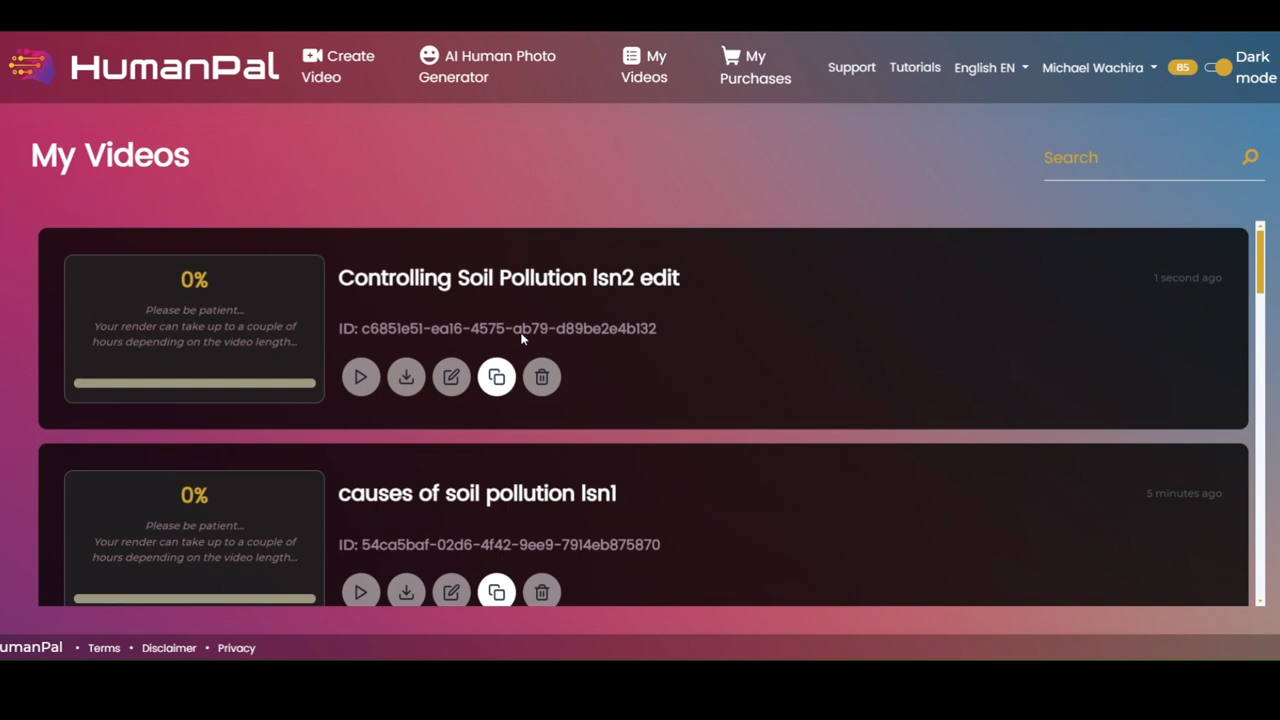 HumanPal
Create
Video
AI Human Photo
Generator
My
Videos
My
Purchases
Support
Tutorials
English EN
Michael Wachira
85
Dark
mode
My Videos
Search
0%
Please be patient...
Your render can take up to a couple of
hours depending on the video length...
Controlling Soil Pollution lsn2 edit
1 second ago
ID: c6851e51-ea16-4575-ab79-d89be2e4b132
0%
Please be patient...
Your render can take up to a couple of
hours depending on the video length...
causes of soil pollution lsn1
5 minutes ago
ID: 54ca5baf-02d6-4f42-9ee9-7914eb875870
umanPal • Terms • Disclaimer • Privacy